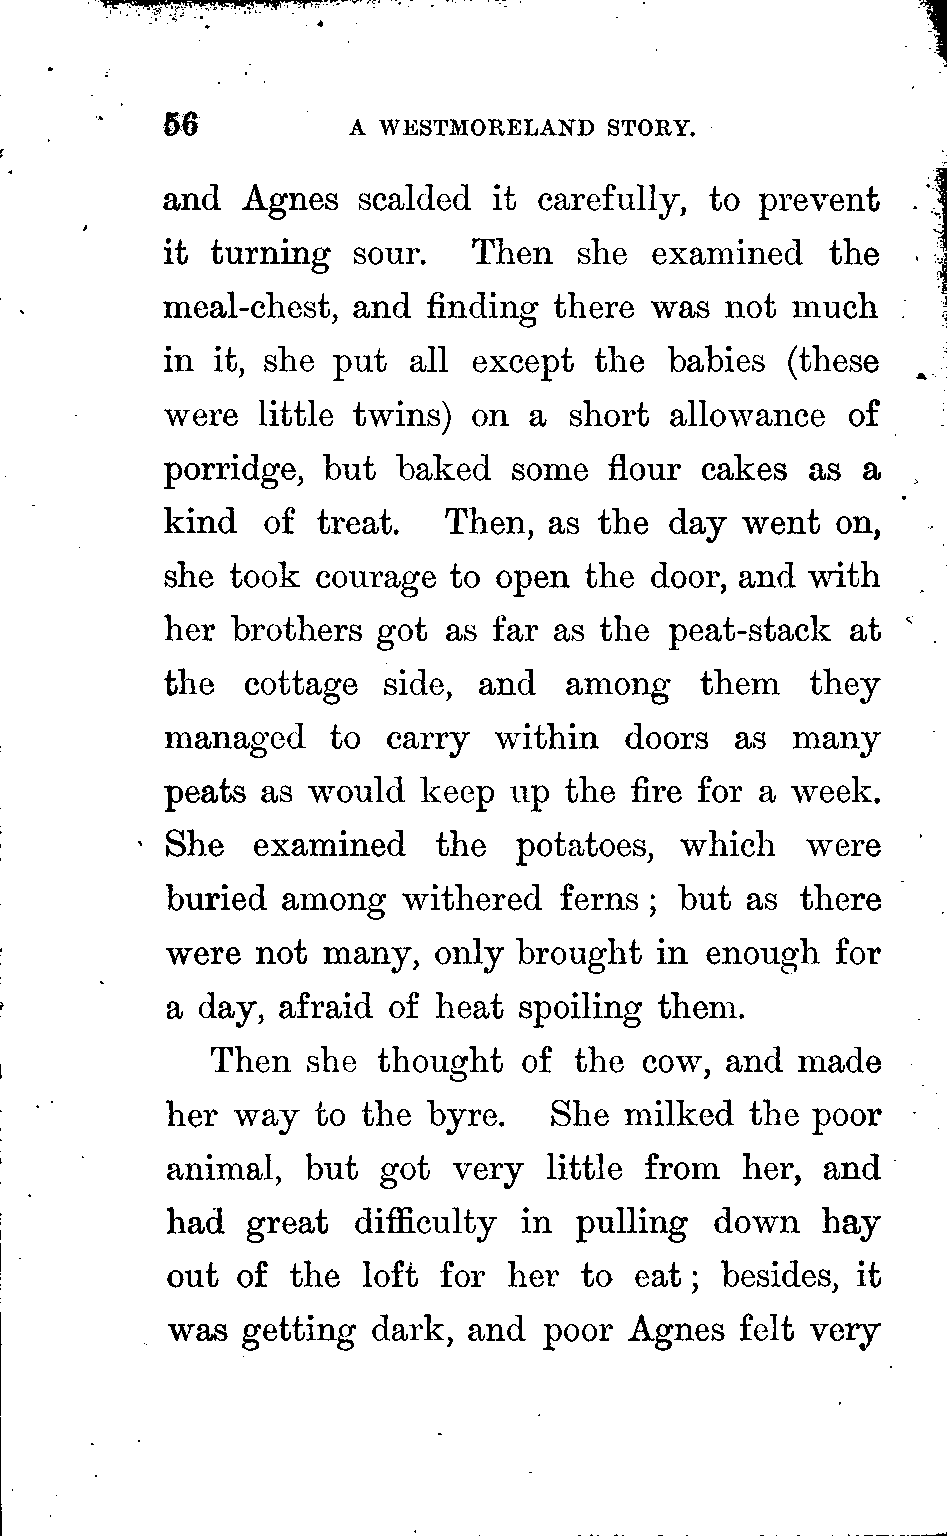 56 A WESTMORELAND STORY.
and Agnes scalded it carefully, to prevent
it turning sour. Then she examined the
meal-chest, and finding there was not much
in it, she put all except the babies (these
were little twins) on a short allowance of
porridge, but baked some flour cakes as a
kind of treat. Then, as the day went on,
she took courage to open the door, and with
her brothers got as far as the peat-stack at
the cottage side, and among them they
managed to carry within doors as many
peats as would keep up the fire for a week.
She examined the potatoes, which were
buried among withered ferns ; but as there
were not many, only brought in enough for
a day, afraid of heat spoiling them.
Then she thought of the cow, and made
her way to the byre. She milked the poor
animal, but got very little from her, and
had great difficulty in pulling down hay
out of the loft for her to eat ; besides, it
was getting dark, and poor Agnes felt very